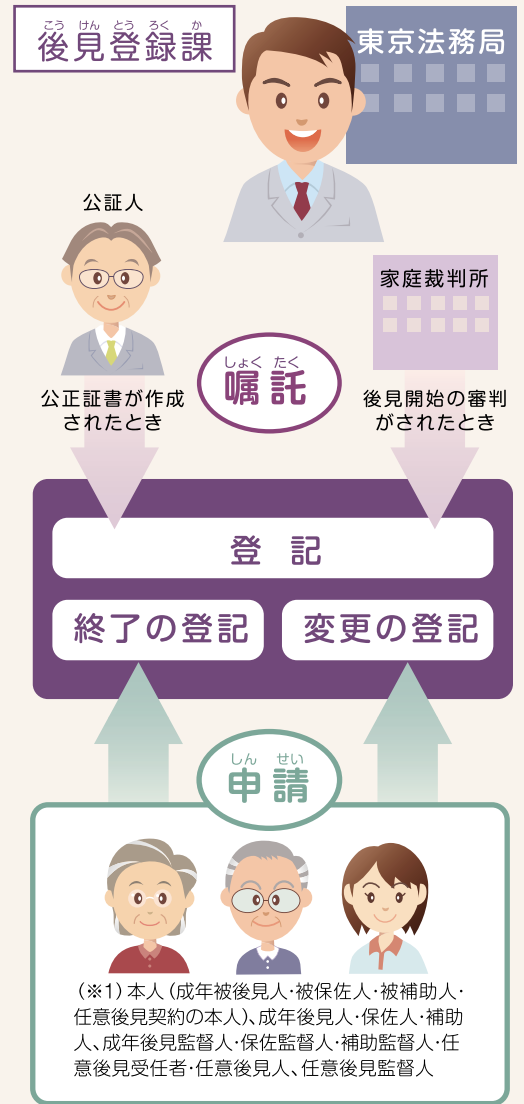 こうけんとうろくか
後見登録課
東京法務局
公証人
家庭裁判所
しょくたく
嘱託
公正証書が作成
されたとき
後見開始の審判
がされたとき
登 記
終了の登記
変更の登記
しんせい
申請
(※1)本人(成年被後見人・被保佐人・被補助人・
任意後見契約の本人)、成年後見人・保佐人・補助
人、成年後見監督人・保佐監督人・補助監督人・任
意後見受任者・任意後見人、任意後見監督人